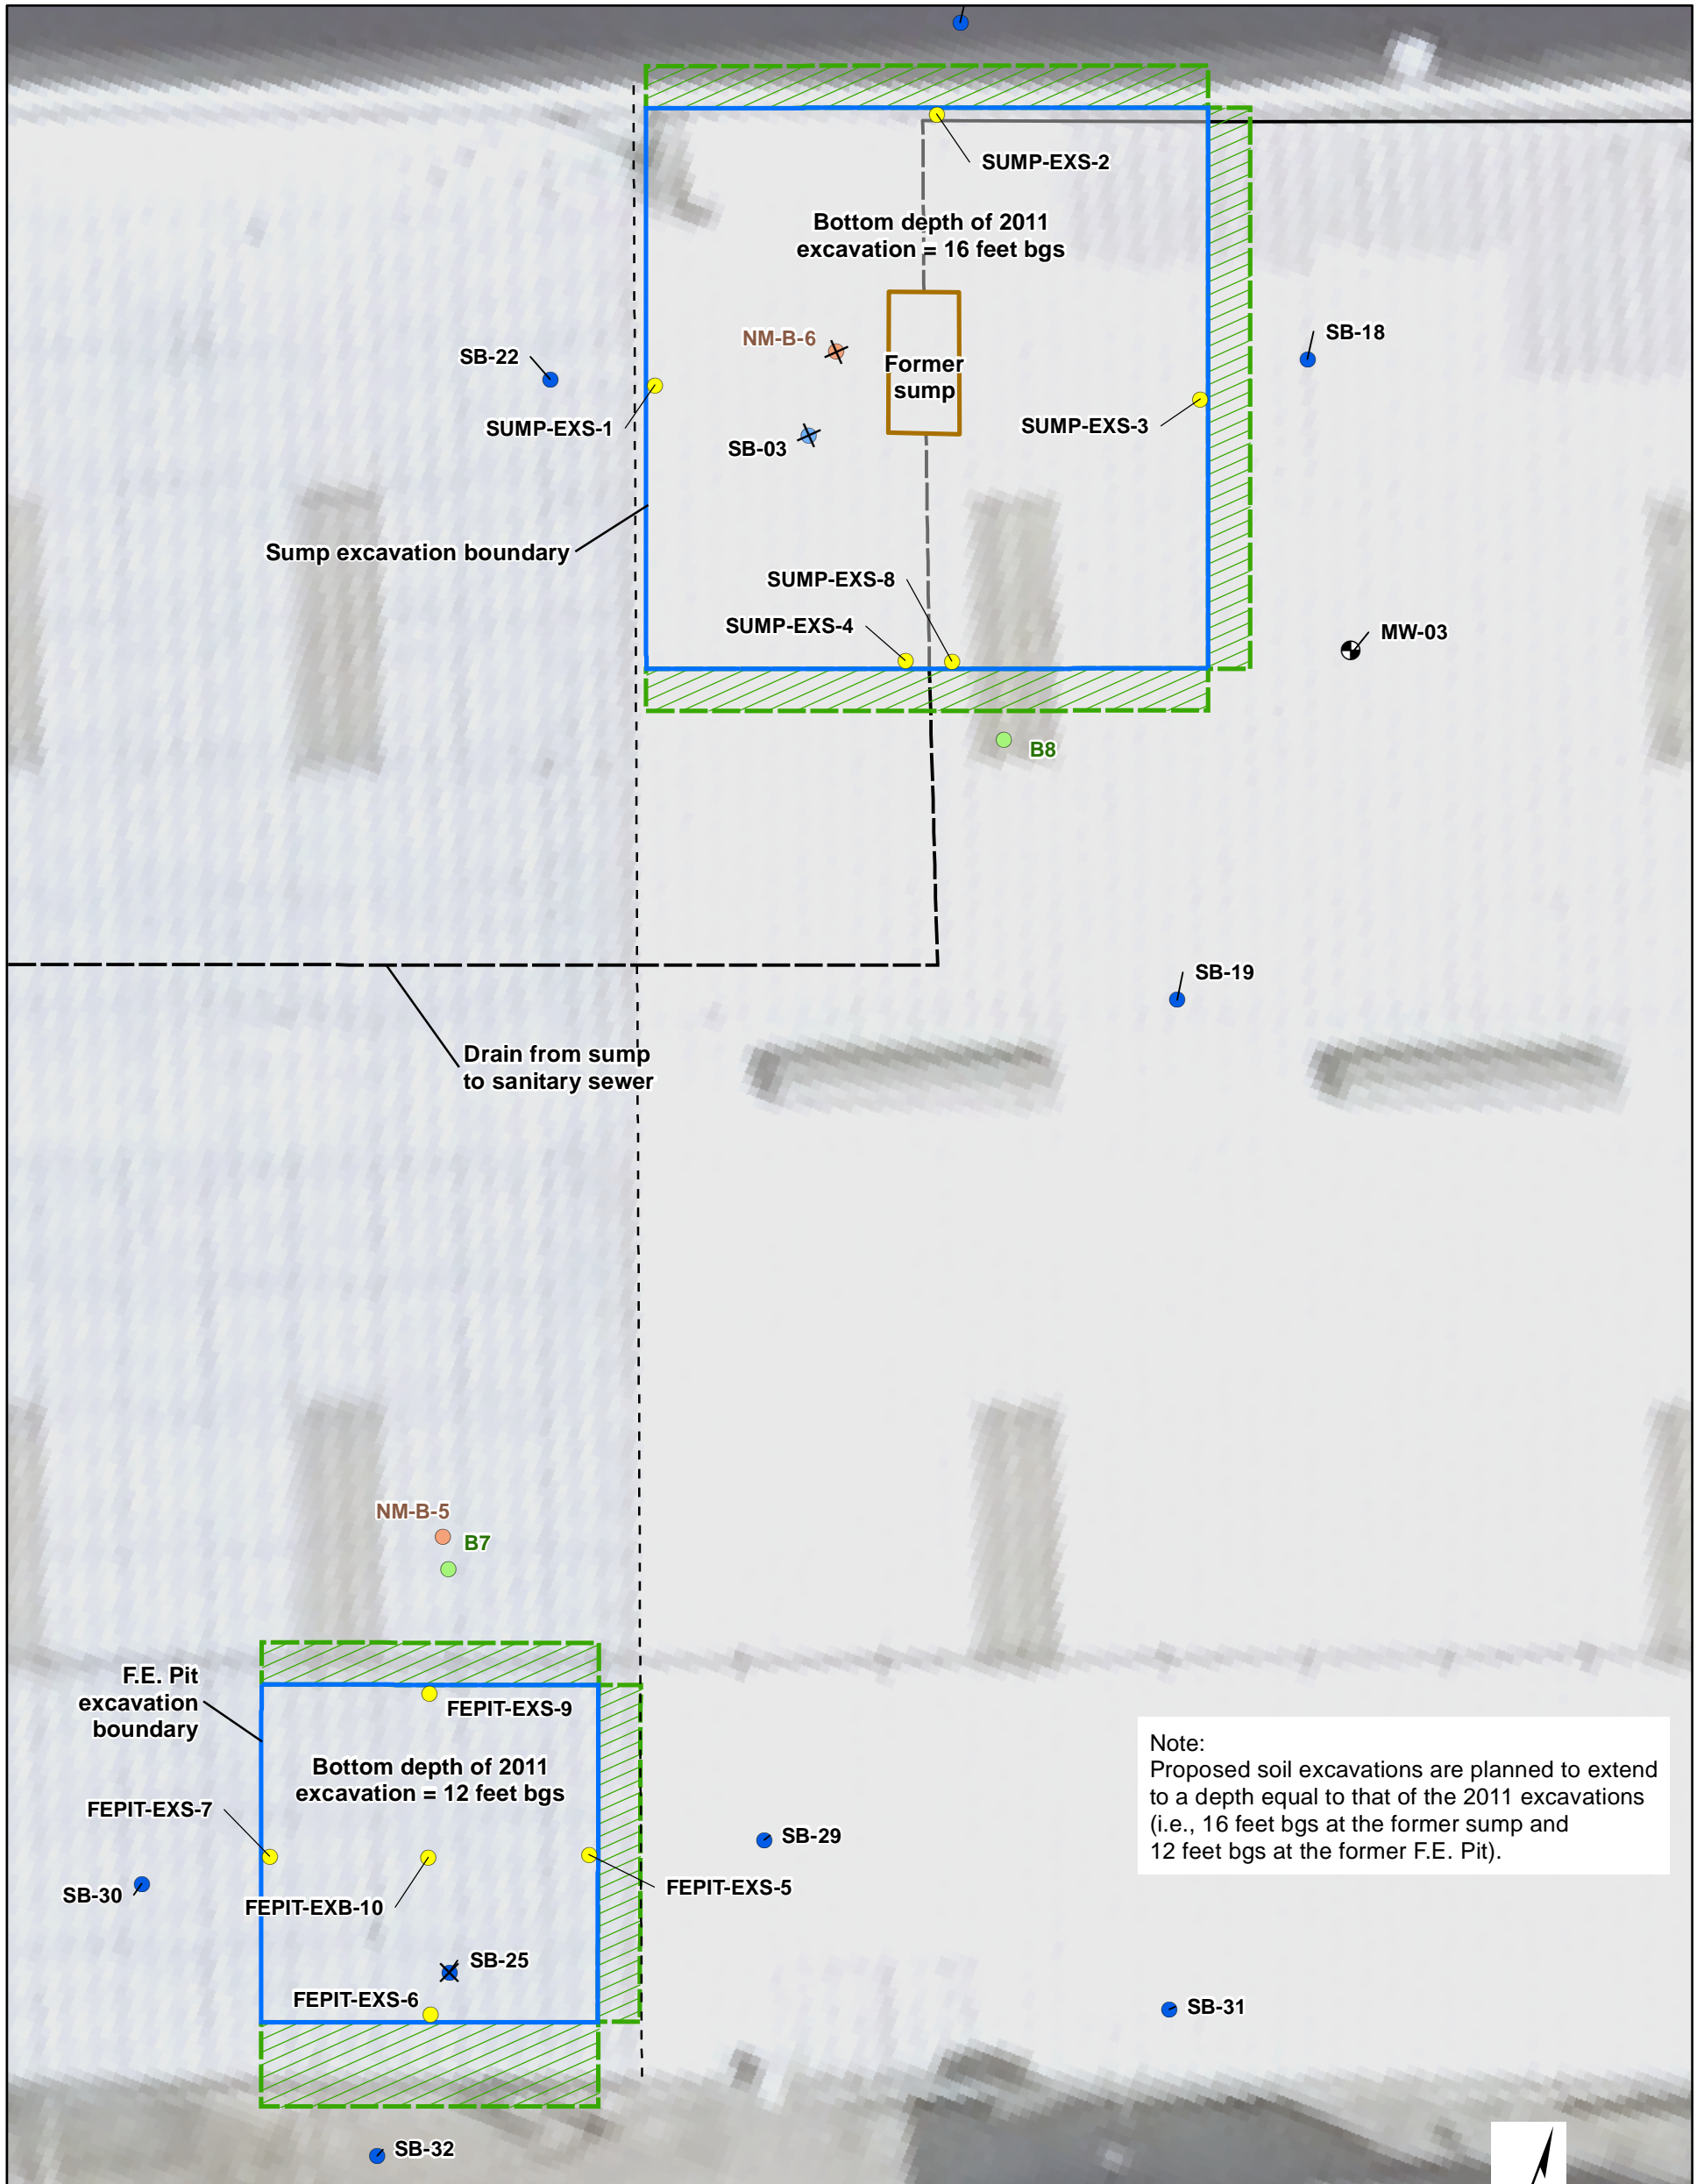 SUMP-EXS-2
Bottom depth of 2011
excavation = 16 feet bgs
SB-18
NM-B-6
SB-22
Former
sump
SUMP-EXS-1
SUMP-EXS-3
SB-03
Sump excavation boundary
SUMP-EXS-8
SUMP-EXS-4
MW-03
B8
SB-19
Drain from sump
to sanitary sewer
NM-B-5
B7
F.E. Pit
excavation
boundary
FEPIT-EXS-9
Bottom depth of 2011
excavation = 12 feet bgs
FEPIT-EXS-7
Note:
Proposed soil excavations are planned to extend
to a depth equal to that of the 2011 excavations
(i.e., 16 feet bgs at the former sump and
12 feet bgs at the former F.E. Pit).
SB-29
SB-30
FEPIT-EXS-5
FEPIT-EXB-10
SB-25
FEPIT-EXS-6
SB-31
SB-32